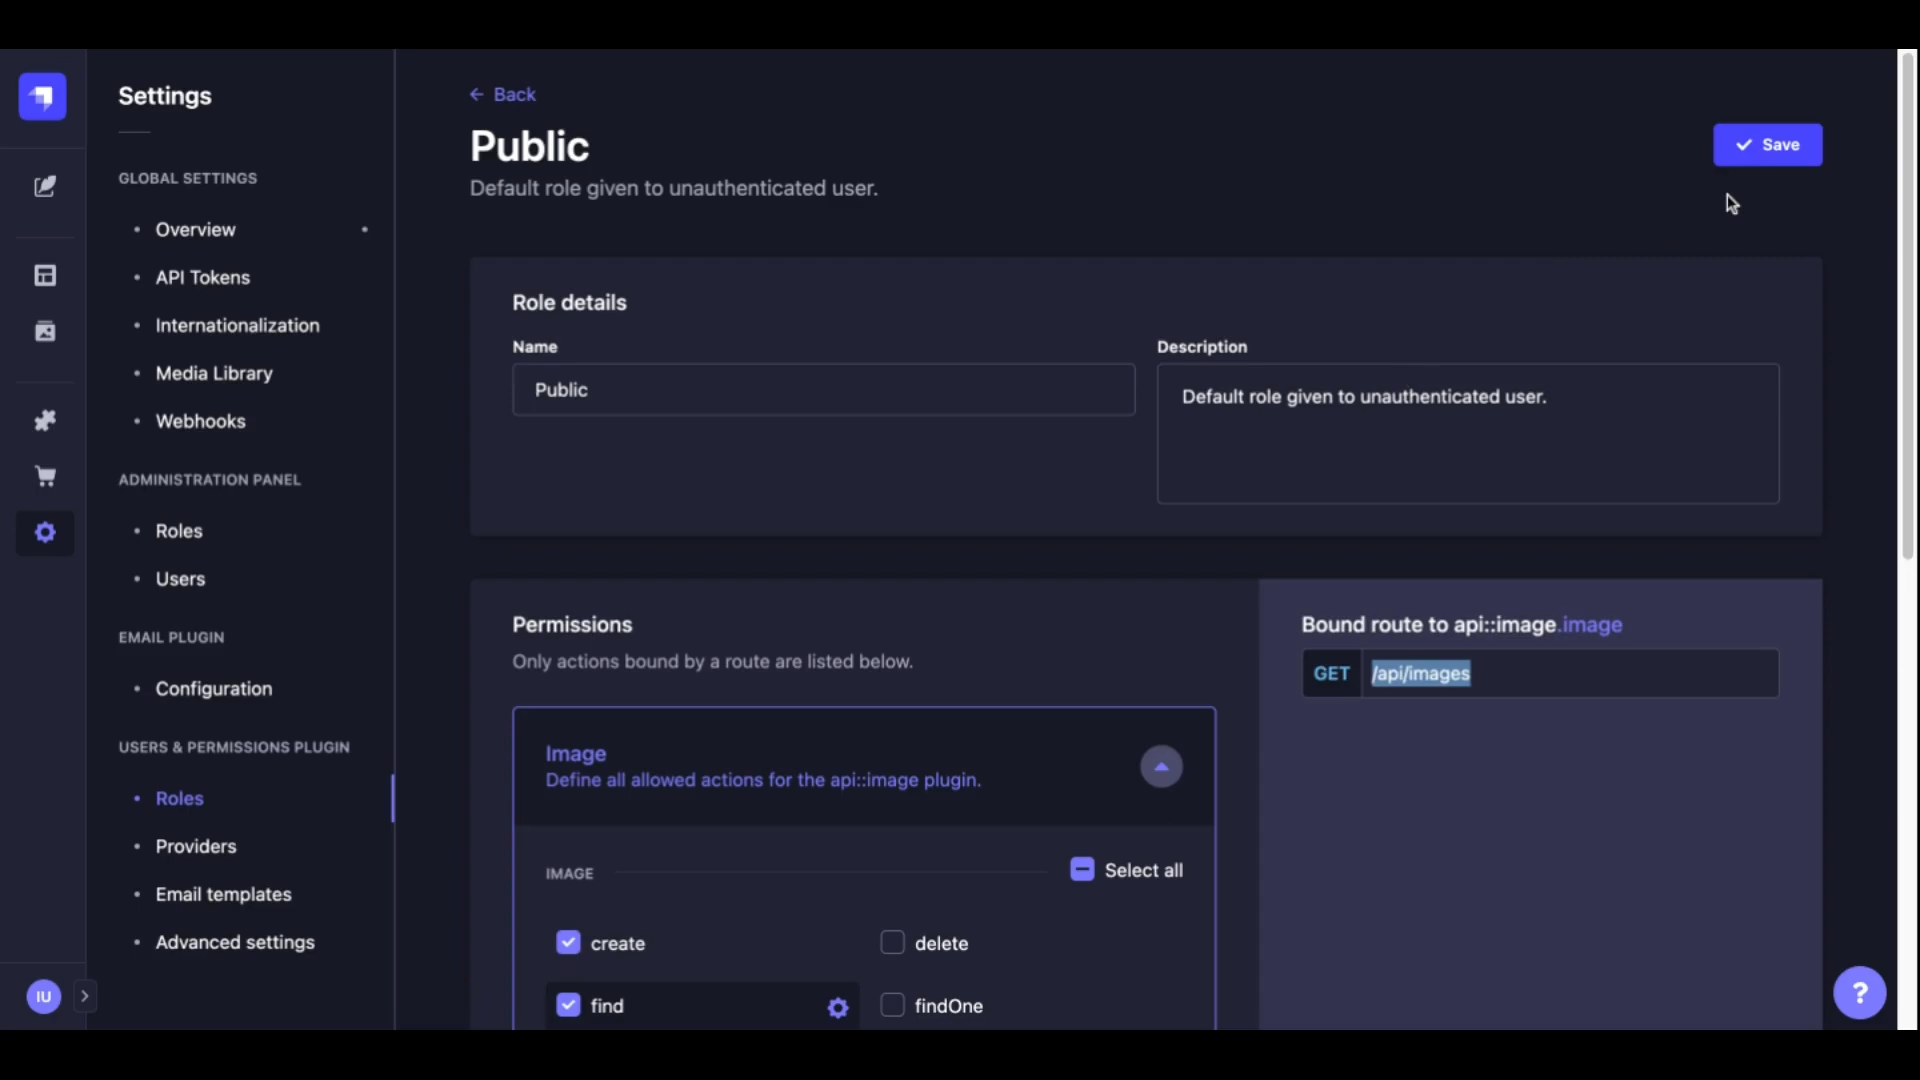 Settings
GLOBAL SETTINGS
Overview
API Tokens
Internationalization
Media Library
Webhooks
ADMINISTRATION PANEL
Roles
Users
EMAIL PLUGIN
Configuration
USERS & PERMISSIONS PLUGIN
Roles
Providers
Email templates
Advanced settings
IU
Back
Public
Default role given to unauthenticated user.
Save
Role details
Name
Public
Description
Default role given to unauthenticated user.
Permissions
Only actions bound by a route are listed below.
Image
Define all allowed actions for the api::image plugin.
IMAGE
Select all
create
delete
find
findOne
Bound route to api::image.image
GET /api/images
?